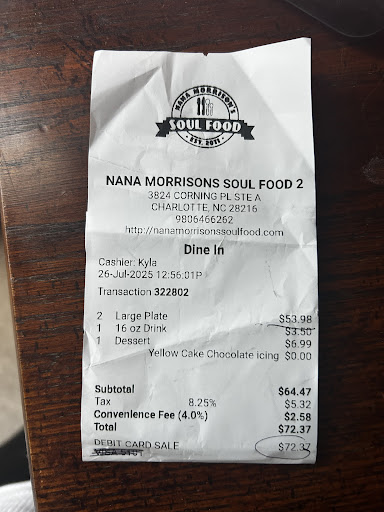 NANA MORRISON'S
SOUL FOOD
EST. 2015
NANA MORRISONS SOUL FOOD 2
3824 CORNING PL STE A
CHARLOTTE, NC 28216
9806466262
http://nanamorrisonssoulfood.com
Dine In
Cashier: Kyla
26-Jul-2025 12:56:01P
Transaction 322802
2 Large Plate $53.98
1 16 oz Drink $3.50
1 Dessert $6.99
Yellow Cake Chocolate icing $0.00
Subtotal $64.47
Tax 8.25% $5.32
Convenience Fee (4.0%) $2.58
Total $72.37
DEBIT CARD SALE $72.37